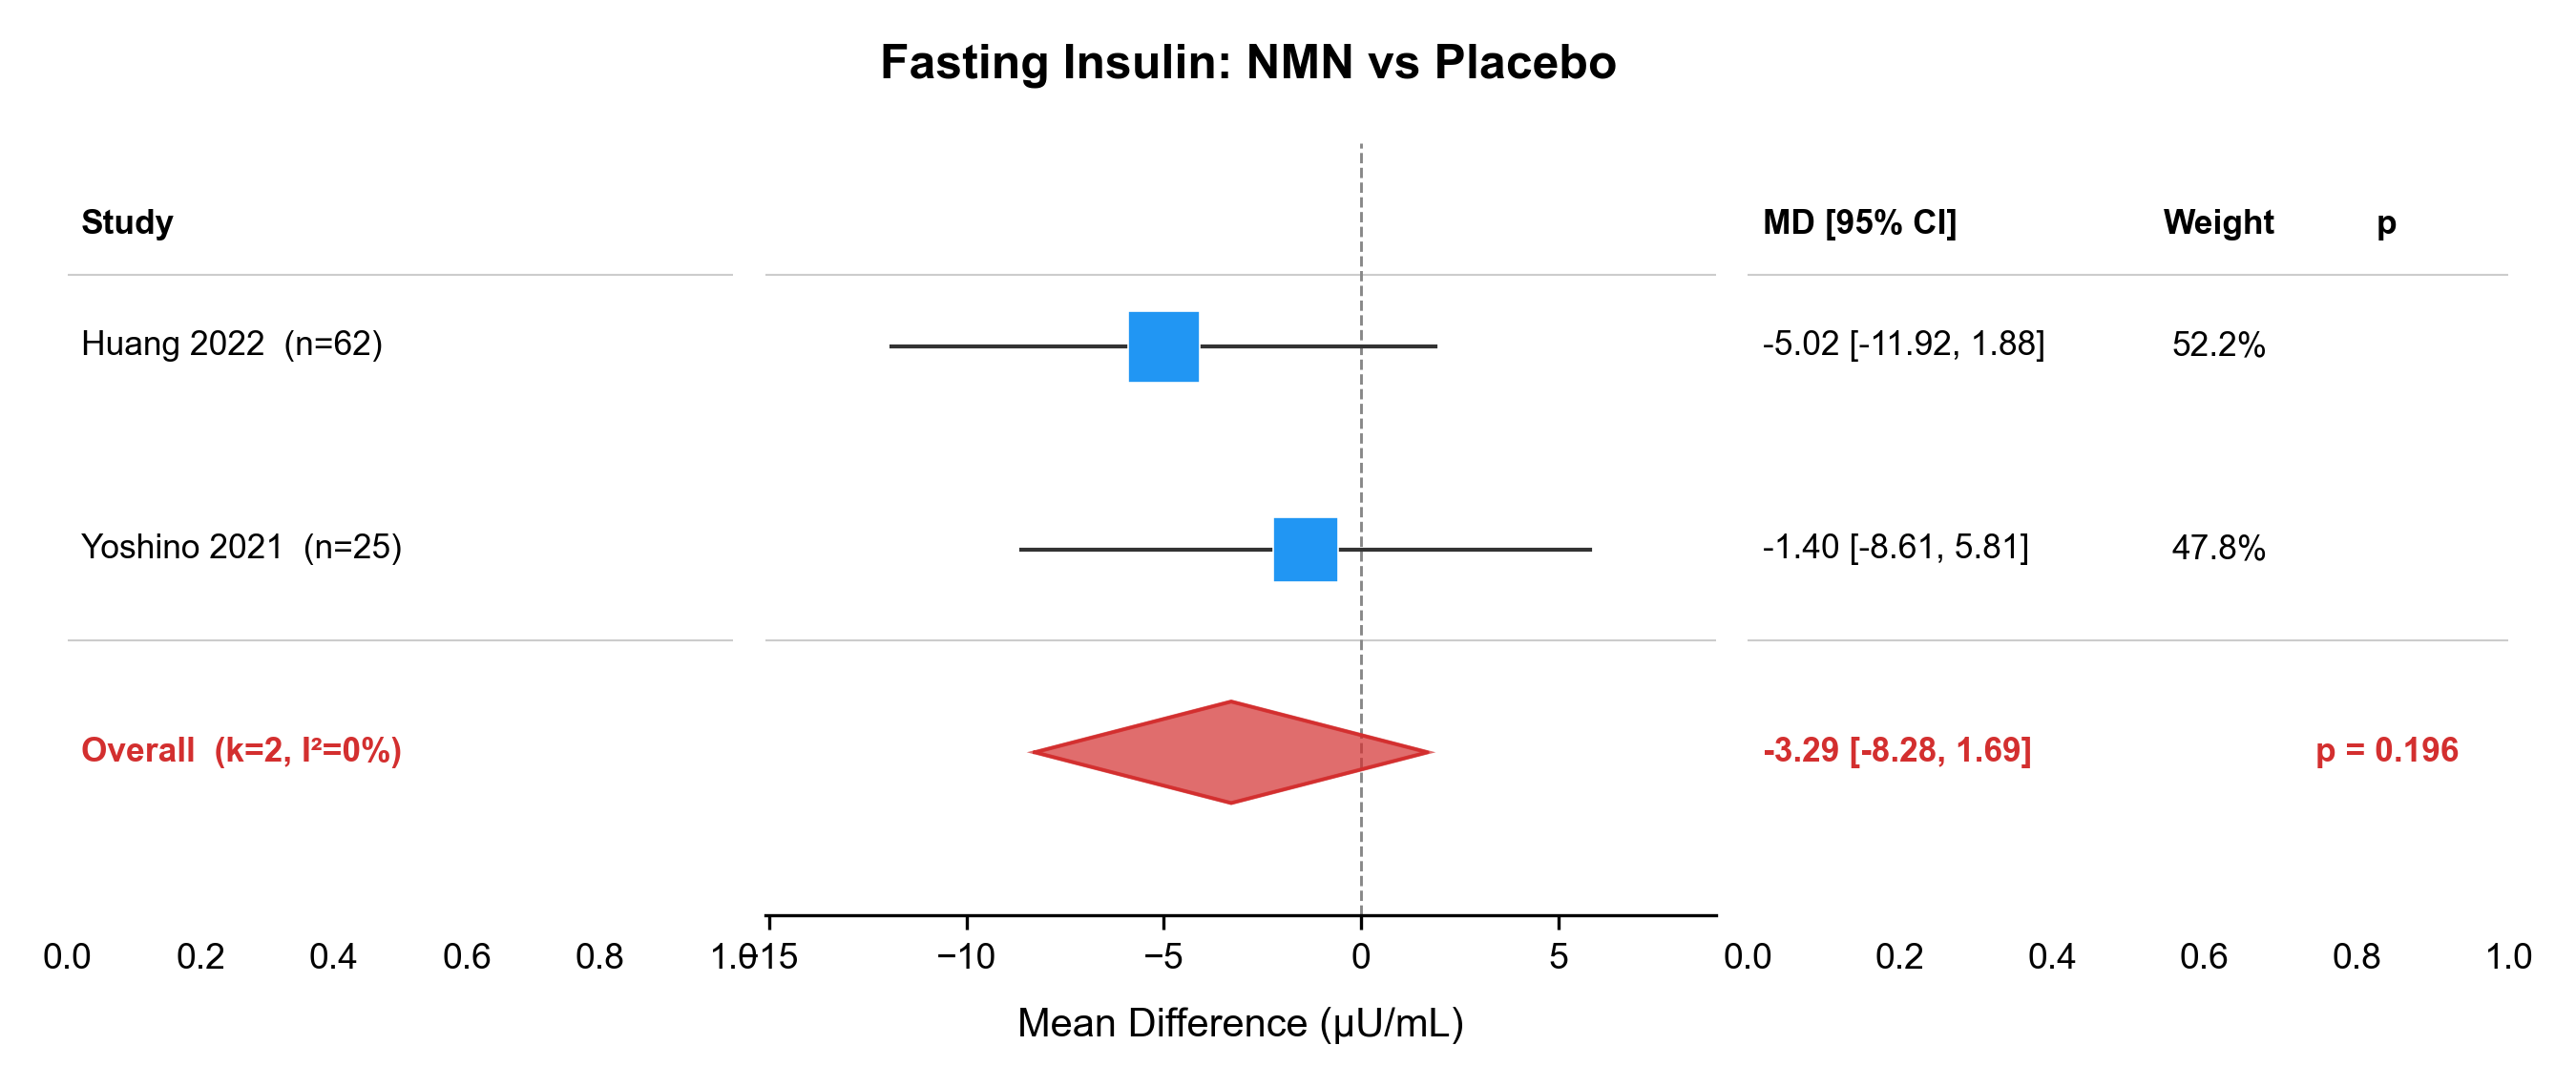 Fasting Insulin: NMN vs Placebo
Study MD [95% CI] Weight p
Huang 2022 (n=62) -5.02 [-11.92, 1.88] 52.2%
Yoshino 2021 (n=25) -1.40 [-8.61, 5.81] 47.8%
Overall (k=2, I²=0%) -3.29 [-8.28, 1.69] p = 0.196
0.0 0.2 0.4 0.6 0.8 1.0 −15 −10 −5 0 5 0.0 0.2 0.4 0.6 0.8 1.0
Mean Difference (µU/mL)